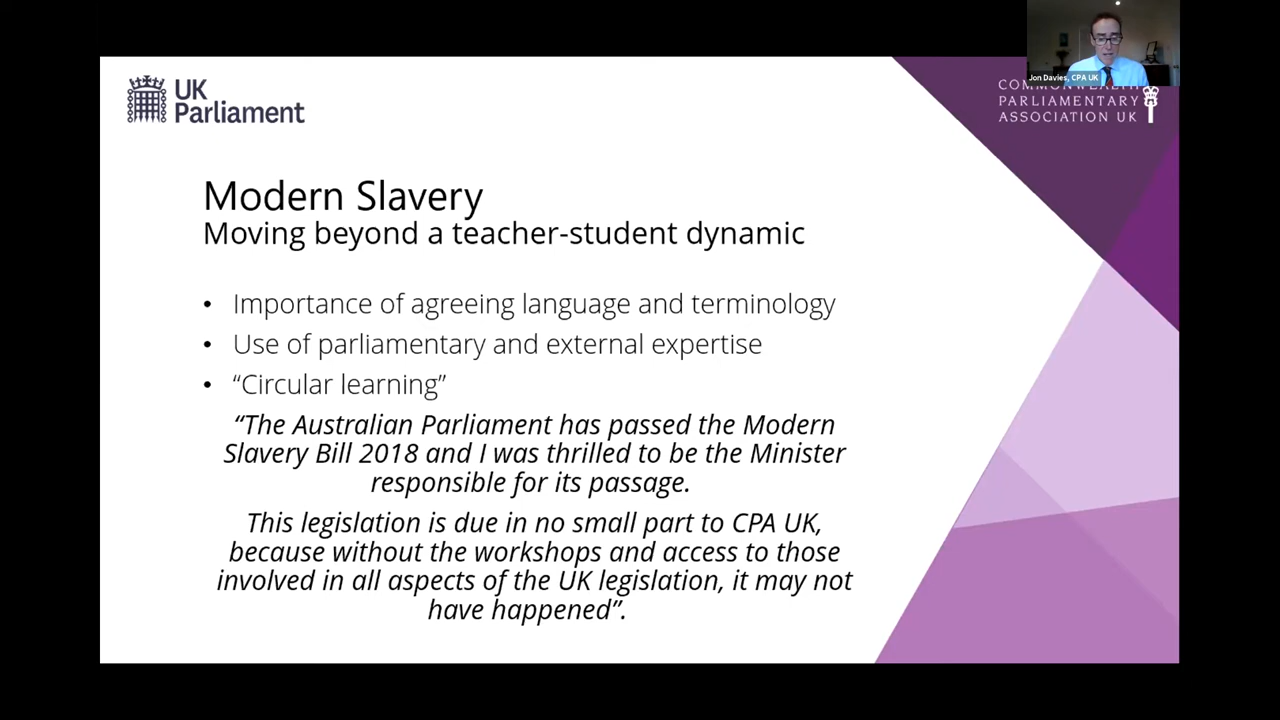 UK
Parliament
Jon Davies, CPA UK
COMMONWEALTH
PARLIAMENTARY
ASSOCIATION UK
Modern Slavery
Moving beyond a teacher-student dynamic
• Importance of agreeing language and terminology
• Use of parliamentary and external expertise
• “Circular learning”
“The Australian Parliament has passed the Modern
Slavery Bill 2018 and I was thrilled to be the Minister
responsible for its passage.
This legislation is due in no small part to CPA UK,
because without the workshops and access to those
involved in all aspects of the UK legislation, it may not
have happened”.